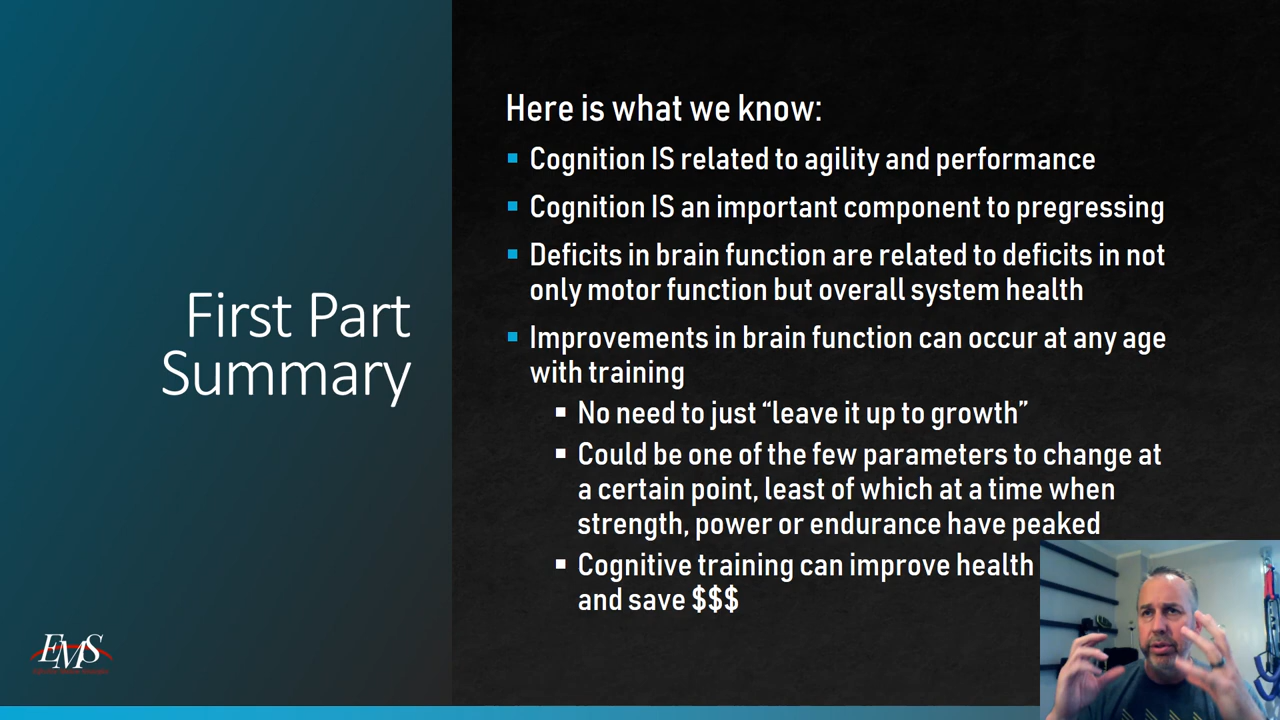 First Part
Summary
Here is what we know:
Cognition IS related to agility and performance
Cognition IS an important component to pregressing
Deficits in brain function are related to deficits in not
only motor function but overall system health
Improvements in brain function can occur at any age
with training
No need to just “leave it up to growth”
Could be one of the few parameters to change at
a certain point, least of which at a time when
strength, power or endurance have peaked
Cognitive training can improve health
and save $$$
EMS